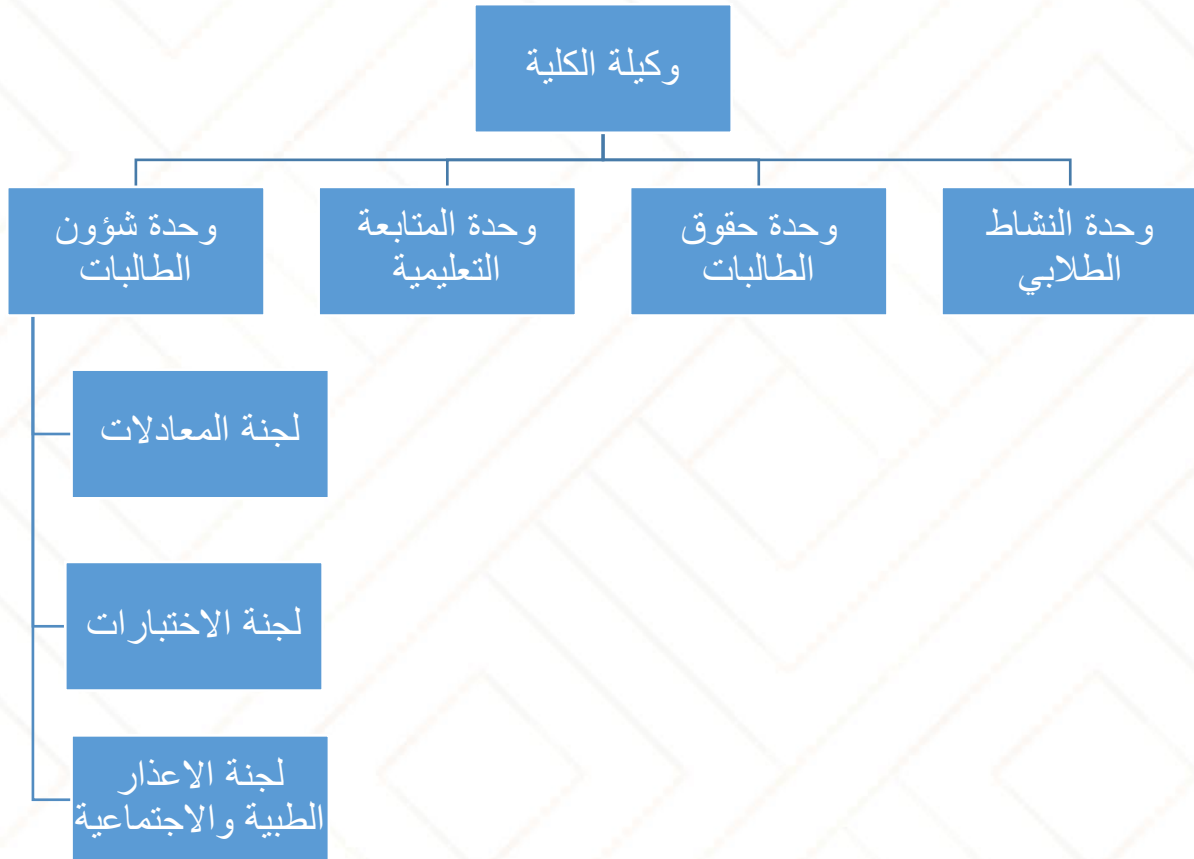 وكيلة الكلية
وحدة النشاط
الطلابي
وحدة حقوق
الطالبات
وحدة المتابعة
التعليمية
وحدة شؤون
الطالبات
لجنة المعادلات
لجنة الاختبارات
لجنة الاعذار
الطبية والاجتماعية